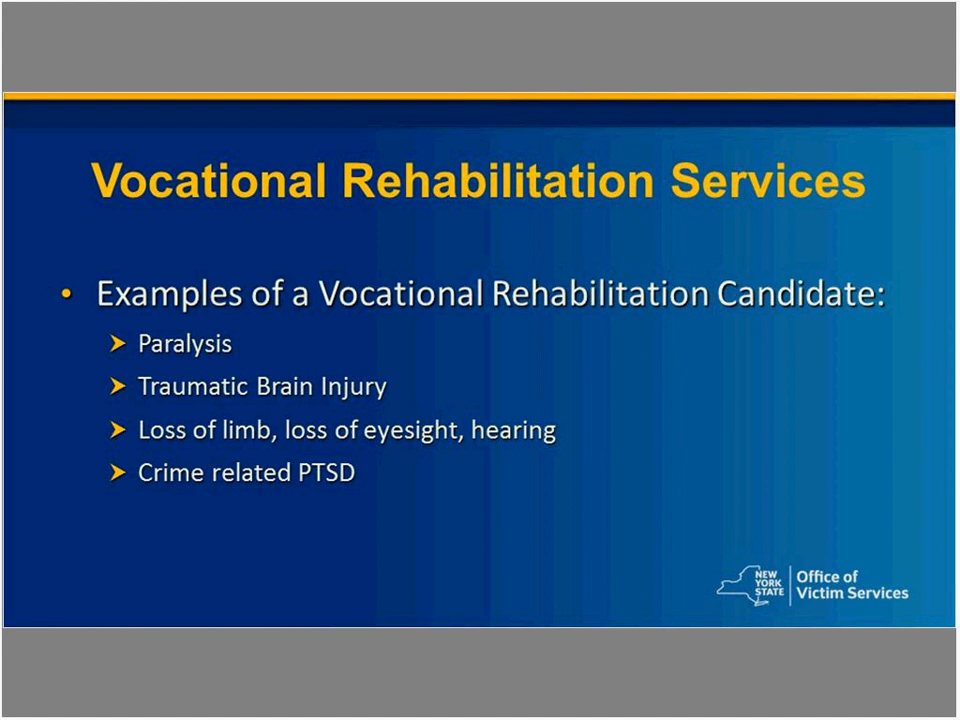 Vocational Rehabilitation Services
• Examples of a Vocational Rehabilitation Candidate:
➤ Paralysis
➤ Traumatic Brain Injury
➤ Loss of limb, loss of eyesight, hearing
➤ Crime related PTSD
NEW
YORK
STATE
Office of
Victim Services